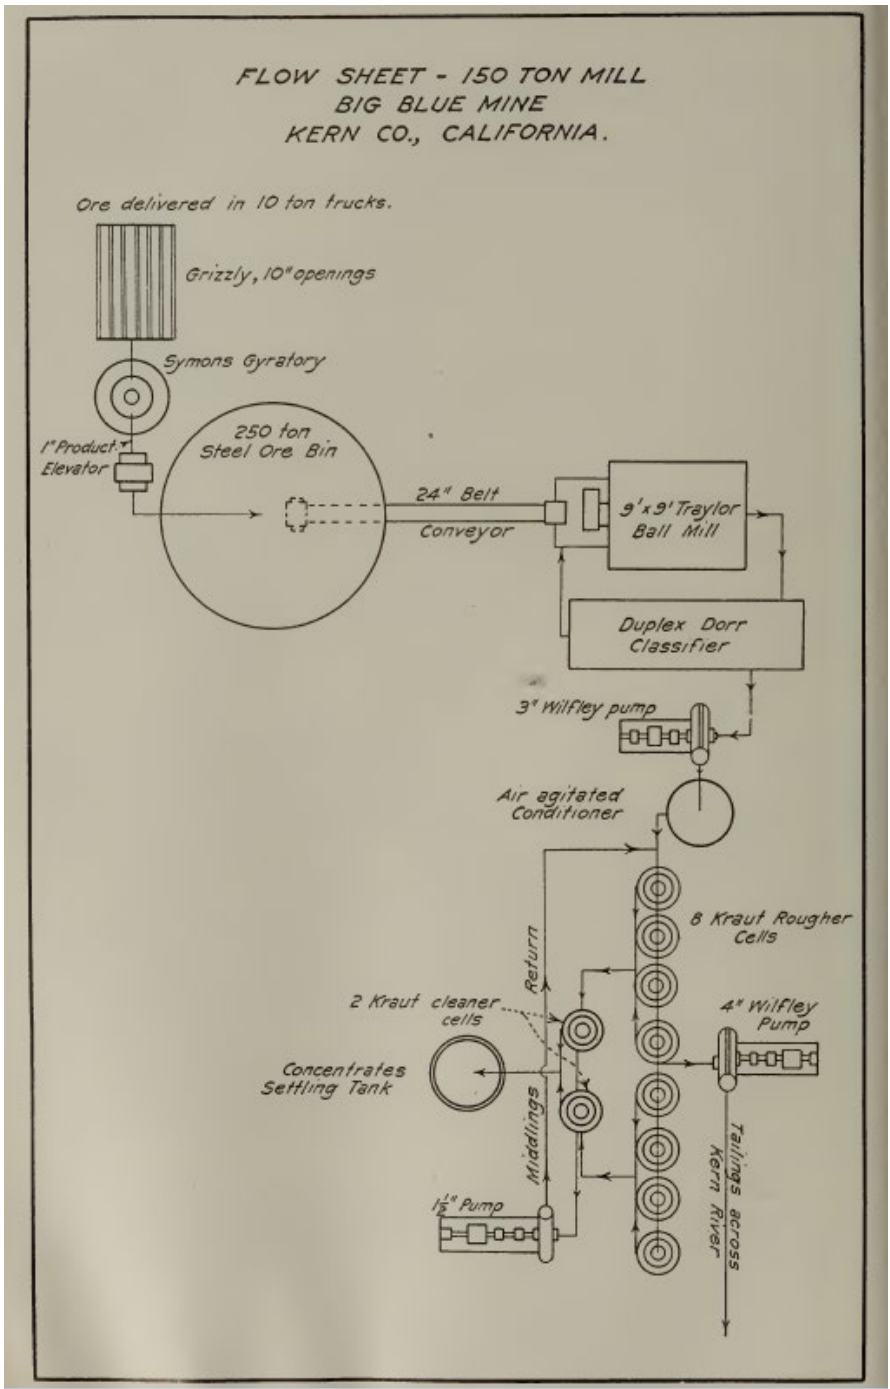 FLOW SHEET - 150 TON MILL
BIG BLUE MINE
KERN CO., CALIFORNIA.
Ore delivered in 10 ton trucks.
Grizzly, 10" openings
Symons Gyratory
1" Product
Elevator
250 ton
Steel Ore Bin
24" Belt
Conveyor
9' x 9' Traylor
Ball Mill
Duplex Dorr
Classifier
3" Wilfley pump
Air agitated
Conditioner
8 Kraut Rougher
Cells
Return
2 Kraut cleaner
cells
4" Wilfley
Pump
Concentrates
Settling Tank
Middlings
Tailings across
Kern River
1½" Pump